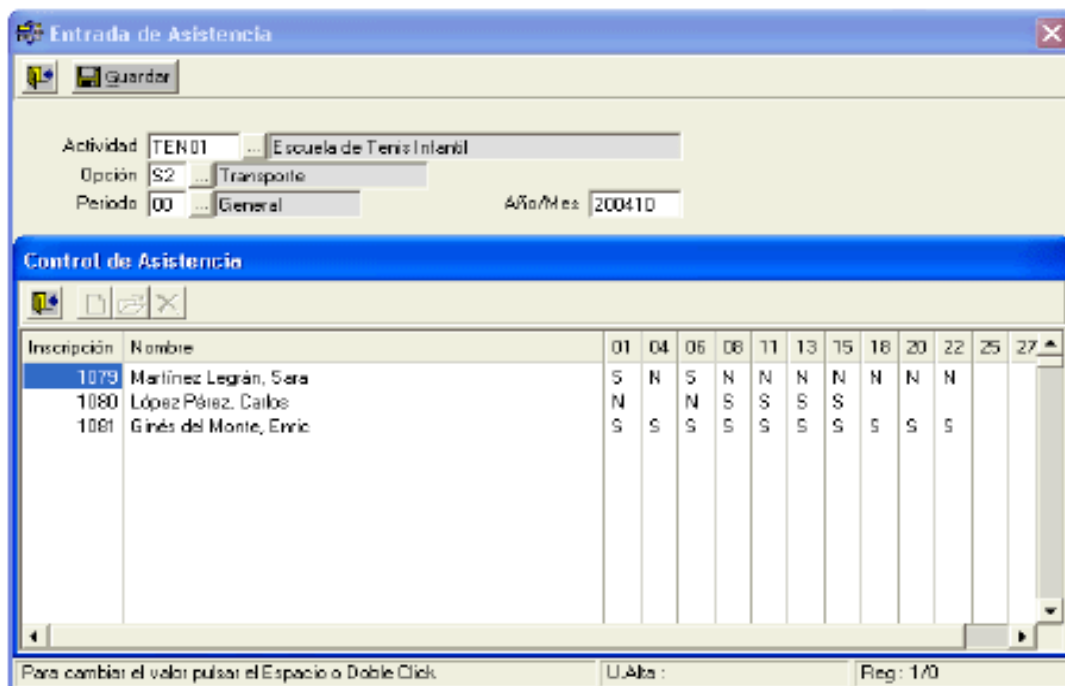 Entrada de Asistencia
Guardar
Actividad TEN01 ... Escuela de Tenis Infantil
Opción S2 ... Transporte
Periodo 00 ... General Año/Mes 200410
Control de Asistencia
Inscripción Nombre 01 04 06 08 11 13 15 18 20 22 25 27
1079 Martínez Legrán, Sara S N S N N N N N N N
1080 López Pérez, Carlos N N S S S S
1081 Ginés del Monte, Enric S S S S S S S S S S
Para cambiar el valor pulsar el Espacio o Doble Click U.Alta : Reg : 1/0